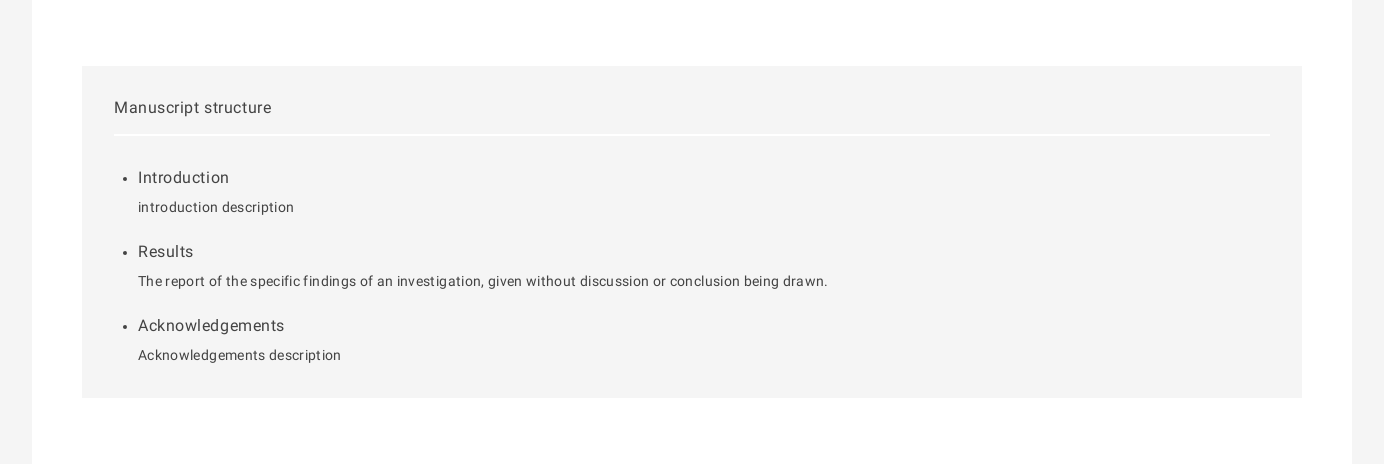 Manuscript structure
Introduction
introduction description
Results
The report of the specific findings of an investigation, given without discussion or conclusion being drawn.
Acknowledgements
Acknowledgements description